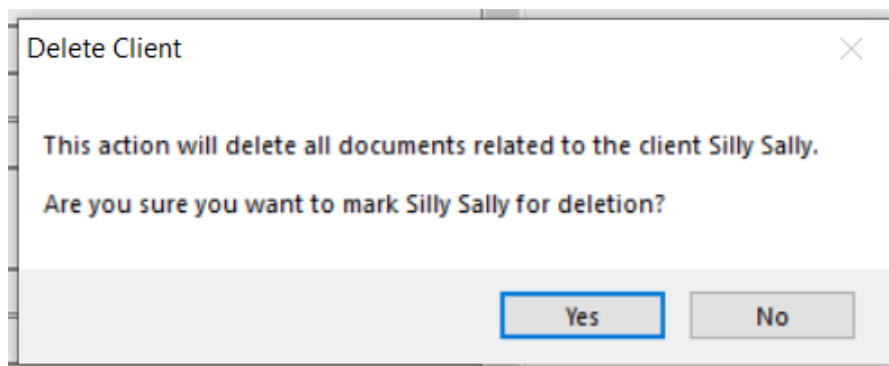 Delete Client
This action will delete all documents related to the client Silly Sally.
Are you sure you want to mark Silly Sally for deletion?
Yes No